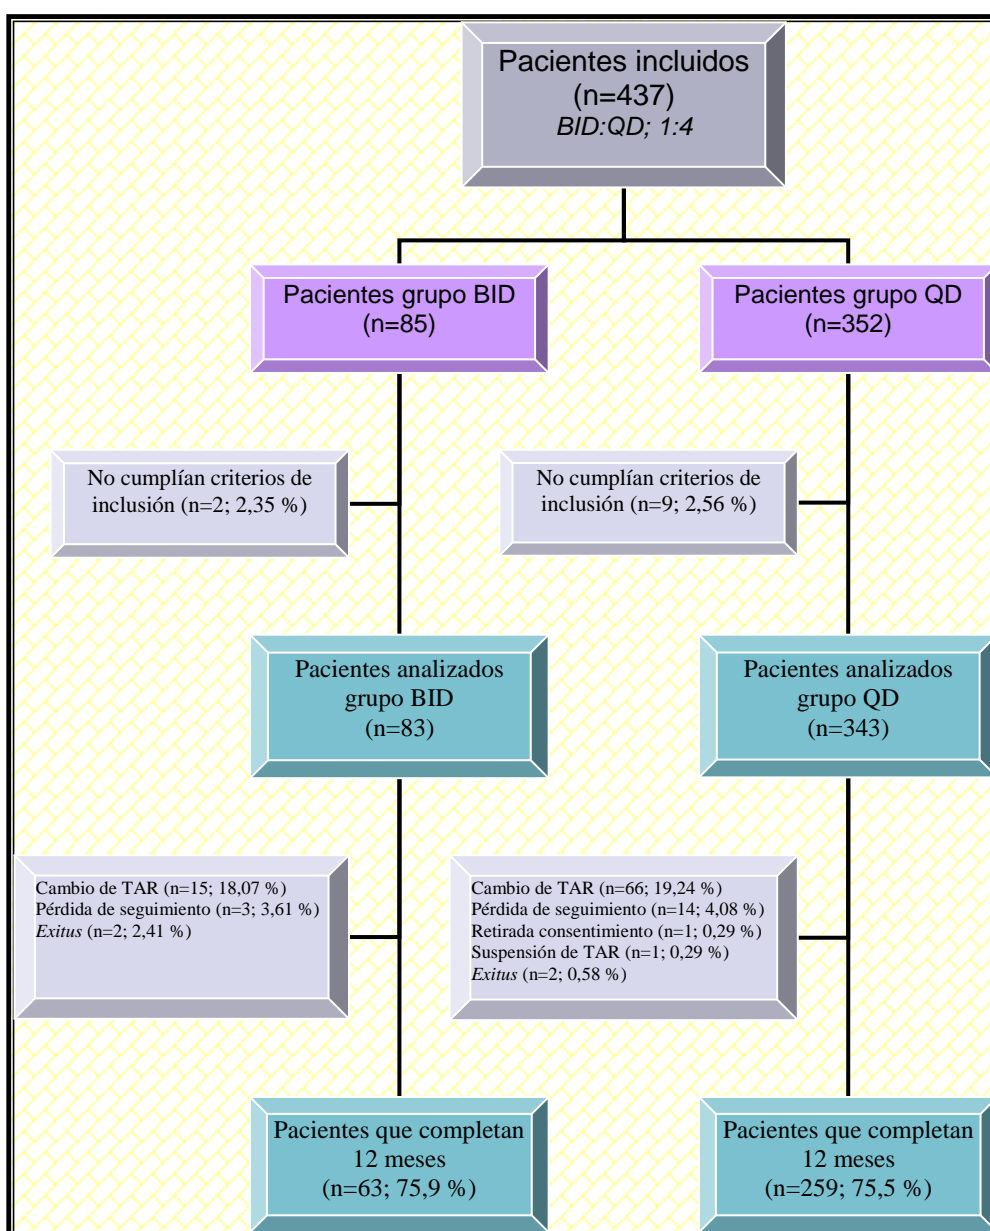 Pacientes incluidos
(n=437)
BID:QD; 1:4
Pacientes grupo BID
(n=85)
Pacientes grupo QD
(n=352)
No cumplían criterios de
inclusión (n=2; 2,35 %)
No cumplían criterios de
inclusión (n=9; 2,56 %)
Pacientes analizados
grupo BID
(n=83)
Pacientes analizados
grupo QD
(n=343)
Cambio de TAR (n=15; 18,07 %)
Pérdida de seguimiento (n=3; 3,61 %)
Exitus (n=2; 2,41 %)
Cambio de TAR (n=66; 19,24 %)
Pérdida de seguimiento (n=14; 4,08 %)
Retirada consentimiento (n=1; 0,29 %)
Suspensión de TAR (n=1; 0,29 %)
Exitus (n=2; 0,58 %)
Pacientes que completan
12 meses
(n=63; 75,9 %)
Pacientes que completan
12 meses
(n=259; 75,5 %)